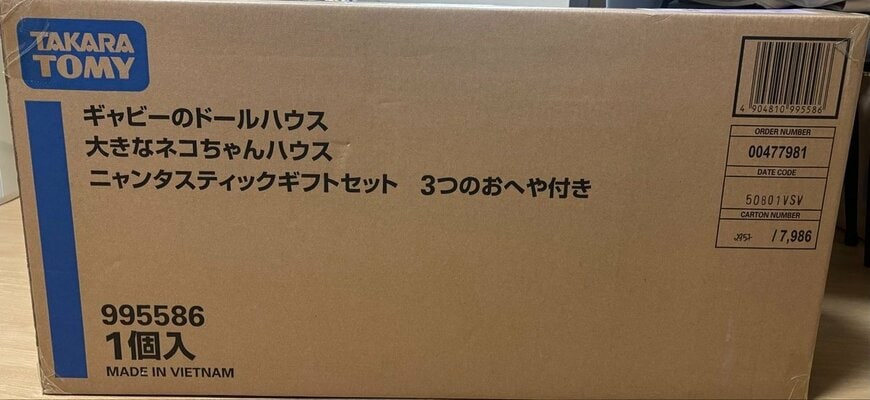 TAKARA
TOMY
ギャビーのドールハウス
大きなネコちゃんハウス
ニャンタスティックギフトセット　3つのおへや付き
995586
1個入
MADE IN VIETNAM
4 904810 995586
ORDER NUMBER
00477981
DATE CODE
50801VSV
CARTON NUMBER
/ 7,986